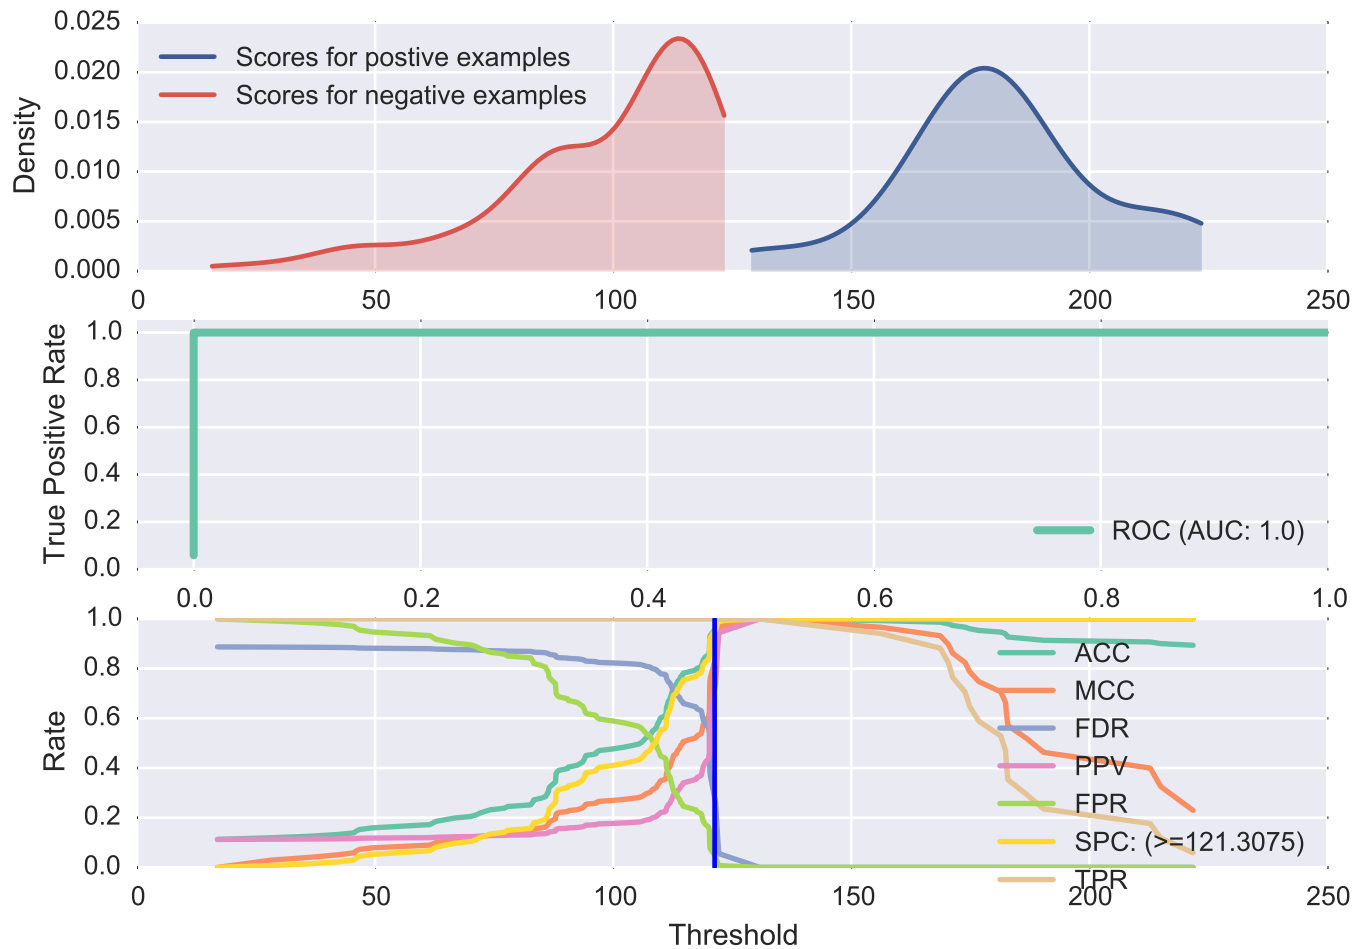 0.025
0.020
0.015
0.010
0.005
0.000
Density
Scores for postive examples
Scores for negative examples
0 50 100 150 200 250
1.0
0.8
0.6
0.4
0.2
0.0
True Positive Rate
ROC (AUC: 1.0)
0.0 0.2 0.4 0.6 0.8 1.0
1.0
0.8
0.6
0.4
0.2
0.0
Rate
ACC
MCC
FDR
PPV
FPR
SPC: (>=121.3075)
TPR
0 50 100 150 200 250
Threshold